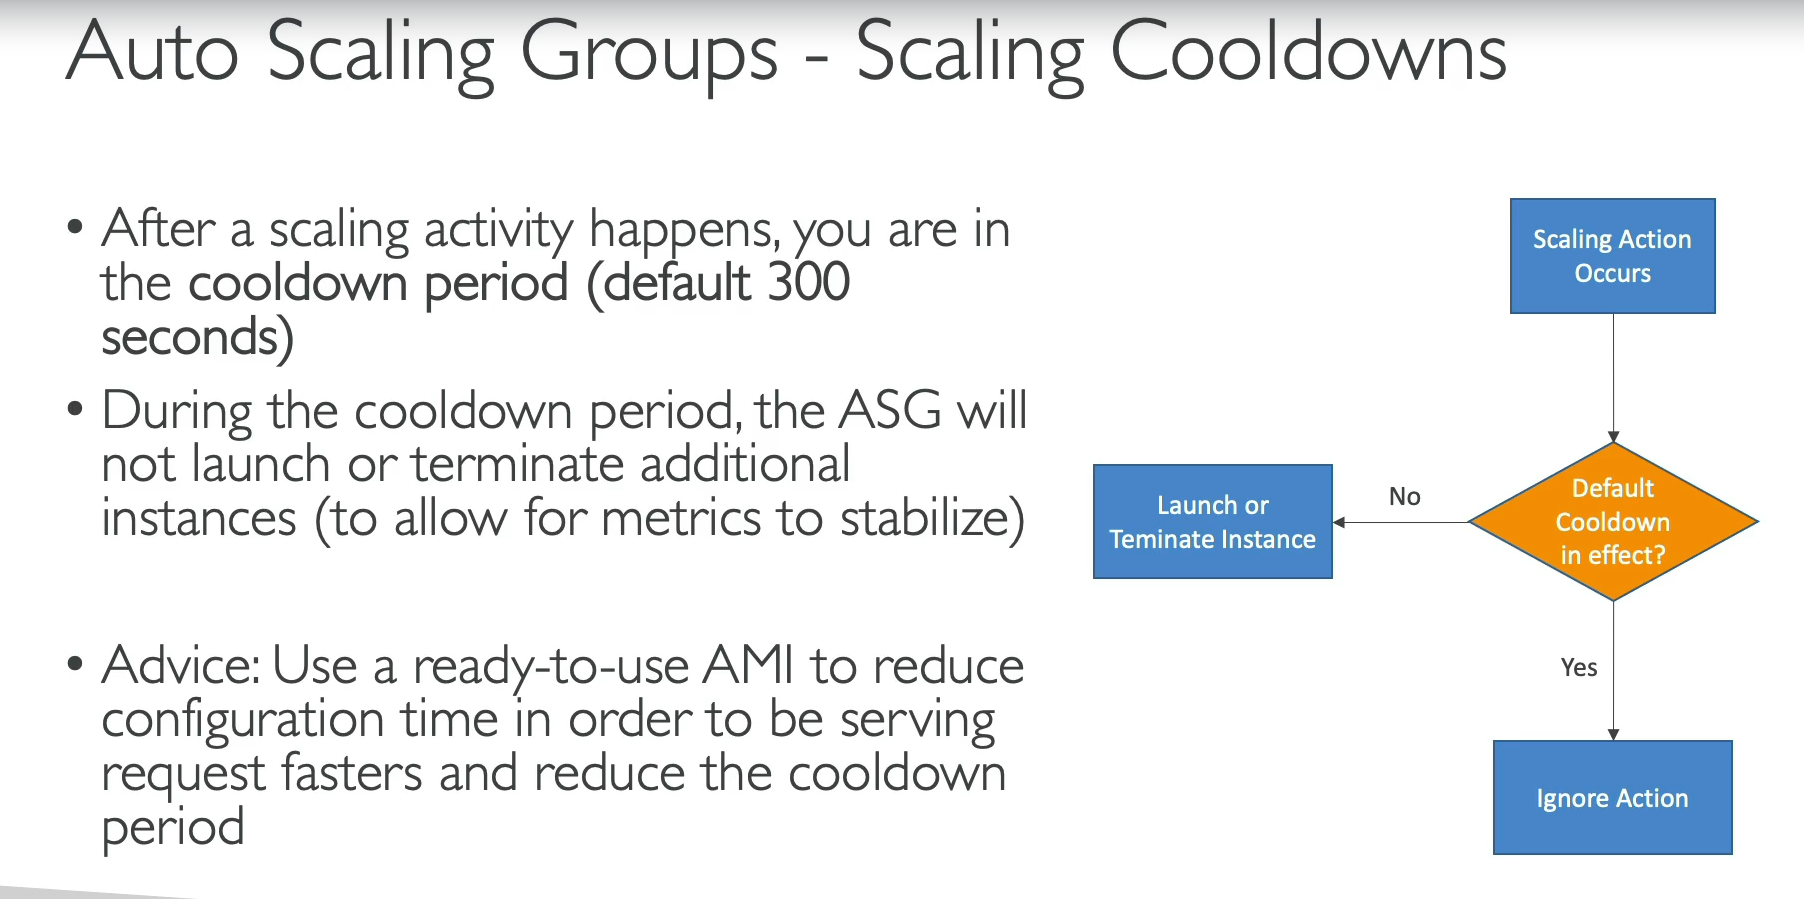 Auto Scaling Groups - Scaling Cooldowns
• After a scaling activity happens, you are in
the cooldown period (default 300
seconds)
• During the cooldown period, the ASG will
not launch or terminate additional
instances (to allow for metrics to stabilize)
• Advice: Use a ready-to-use AMI to reduce
configuration time in order to be serving
request fasters and reduce the cooldown
period
Scaling Action
Occurs
Default
Cooldown
in effect?
No
Launch or
Teminate Instance
Yes
Ignore Action